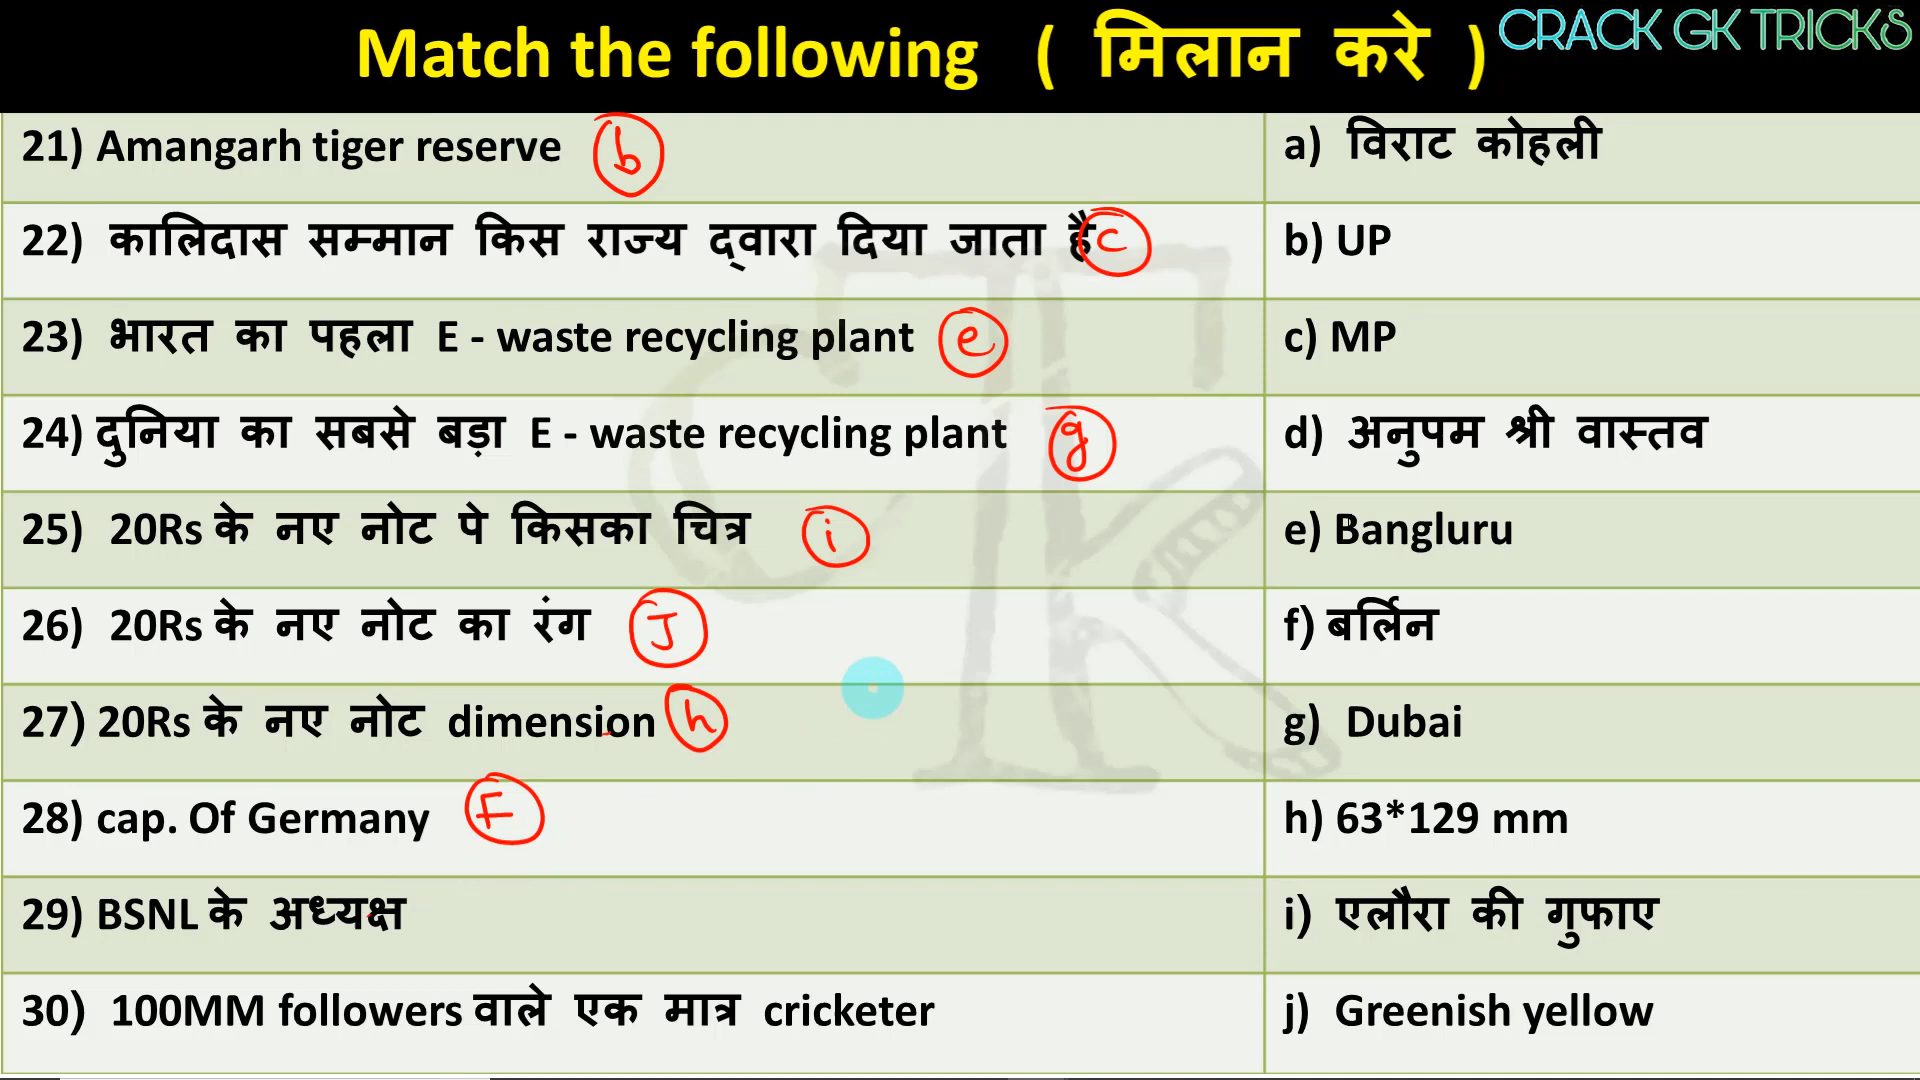 Match the following ( मिलान करे ) CRACK GK TRICKS
21) Amangarh tiger reserve b a) विराट कोहली
22) कालिदास सम्मान किस राज्य द्वारा दिया जाता है c b) UP
23) भारत का पहला E - waste recycling plant e c) MP
24) दुनिया का सबसे बड़ा E - waste recycling plant g d) अनुपम श्री वास्तव
25) 20Rs के नए नोट पे किसका चित्र i e) Bangluru
26) 20Rs के नए नोट का रंग J f) बर्लिन
27) 20Rs के नए नोट dimension h g) Dubai
28) cap. Of Germany F h) 63*129 mm
29) BSNL के अध्यक्ष i) एलौरा की गुफाए
30) 100MM followers वाले एक मात्र cricketer j) Greenish yellow